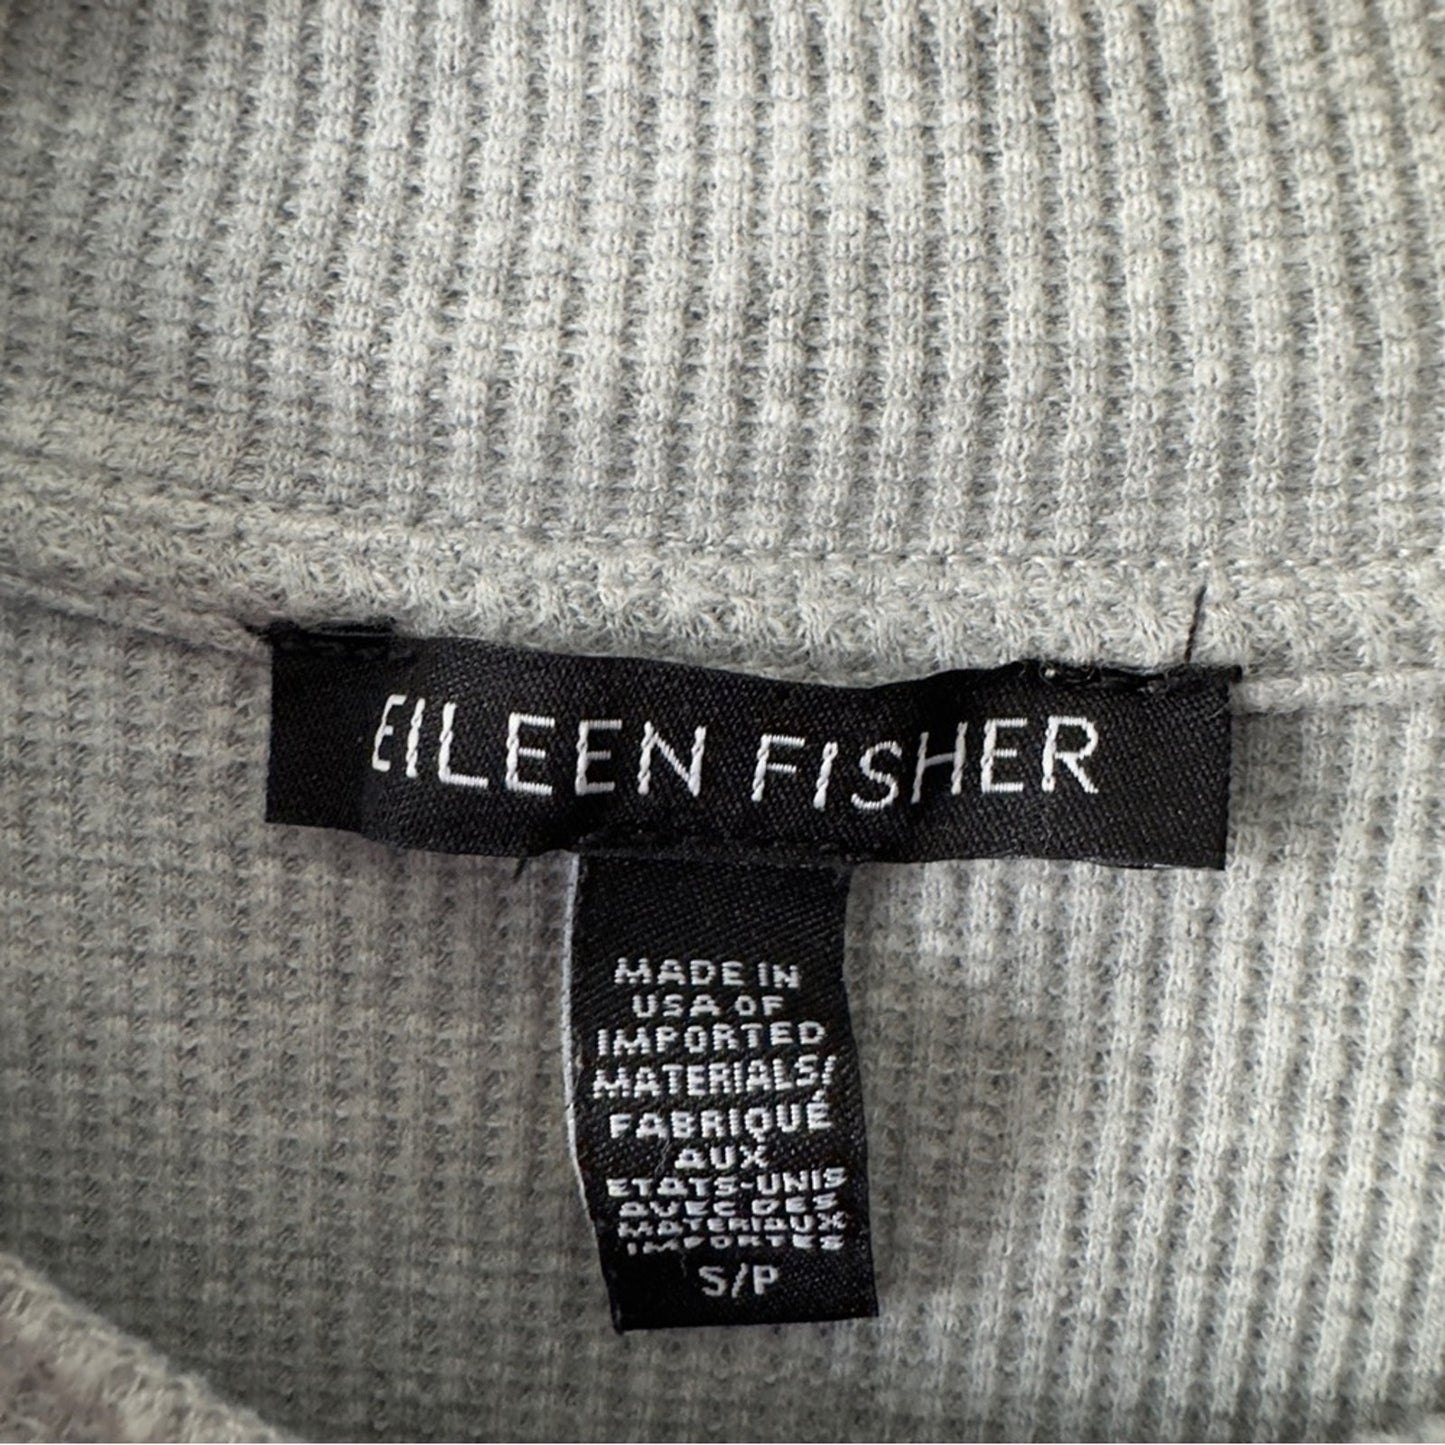 EILEEN FISHER
MADE IN
USA OF
IMPORTED
MATERIALS/
FABRIQUÉ
AUX
ETATS-UNIS
AVEC DES
MATERIAUX
IMPORTES
S/P